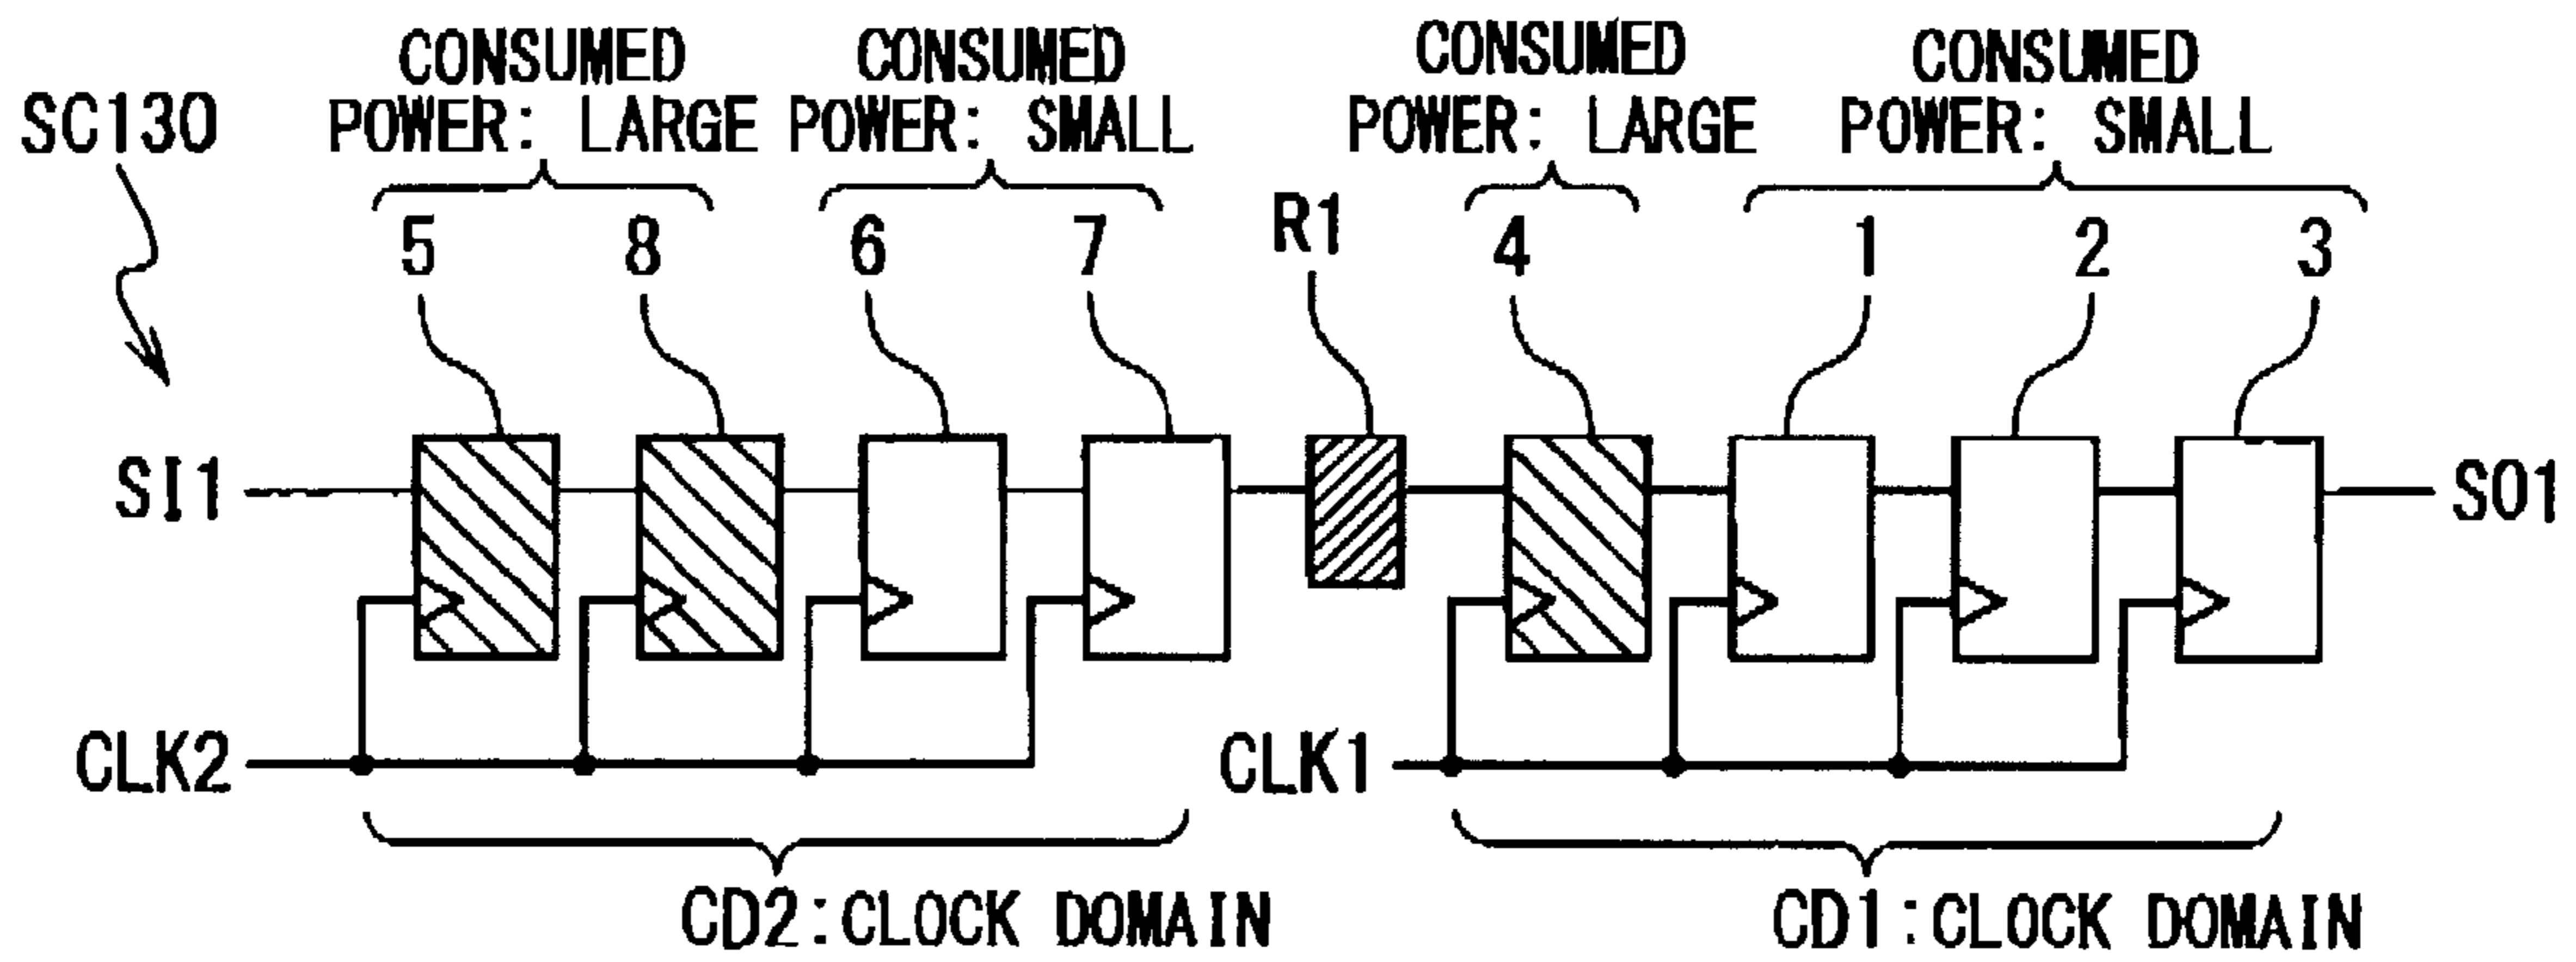 CONSUMED CONSUMED CONSUMED CONSUMED
SC130 POWER: LARGE POWER: SMALL POWER: LARGE POWER: SMALL
5 8 6 7 R1 4 1 2 3
SI1 SO1
CLK2 CLK1
CD2:CLOCK DOMAIN CD1:CLOCK DOMAIN